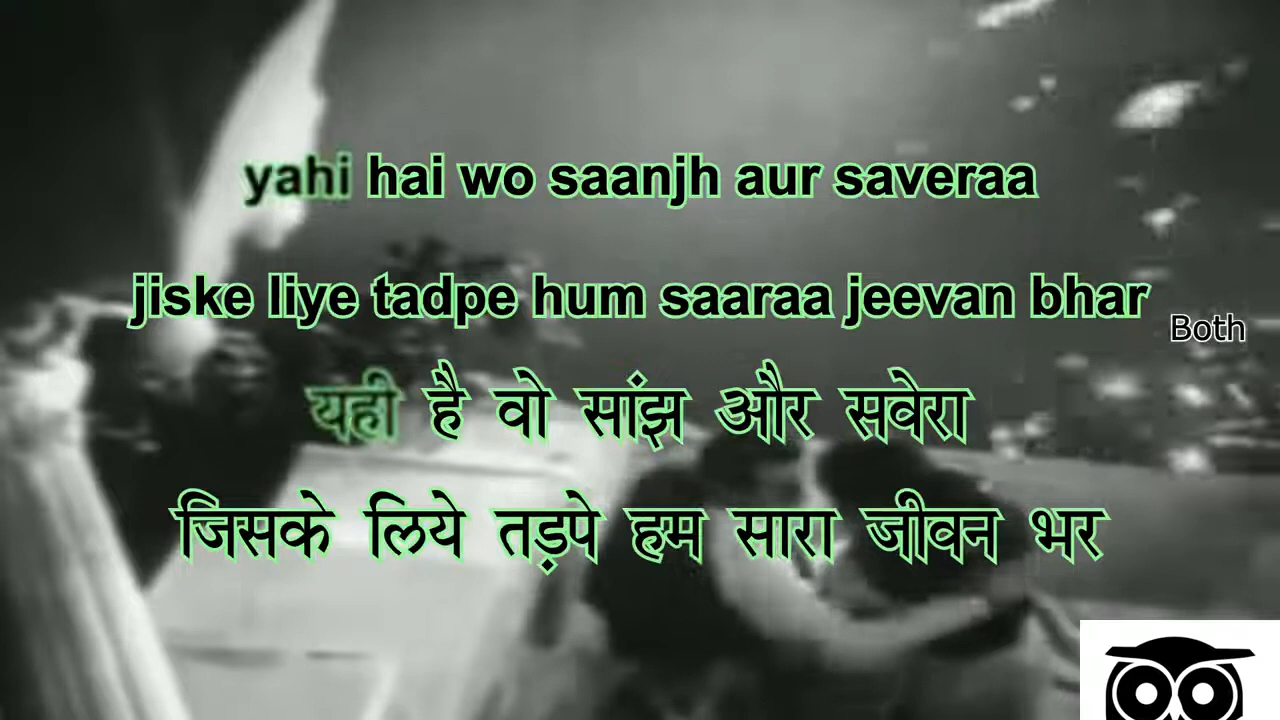 yahi hai wo saanjh aur saveraa
jiske liye tadpe hum saaraa jeevan bhar
Both
यही है वो सांझ और सवेरा
जिसके लिये तड़पे हम सारा जीवन भर